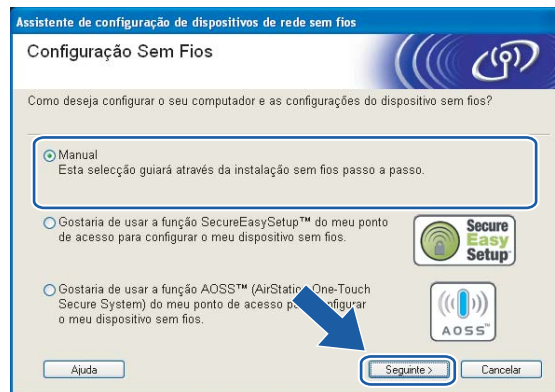 Assistente de configuração de dispositivos de rede sem fios
Configuração Sem Fios
Como deseja configurar o seu computador e as configurações do dispositivo sem fios?
Manual
Esta selecção guiará através da instalação sem fios passo a passo.
Gostaria de usar a função SecureEasySetup™ do meu ponto
de acesso para configurar o meu dispositivo sem fios.
Secure
Easy
Setup
Gostaria de usar a função AOSS™ (AirStation One-Touch
Secure System) do meu ponto de acesso
o meu dispositivo sem fios.
AOSS™
Ajuda
Seguinte >
Cancelar